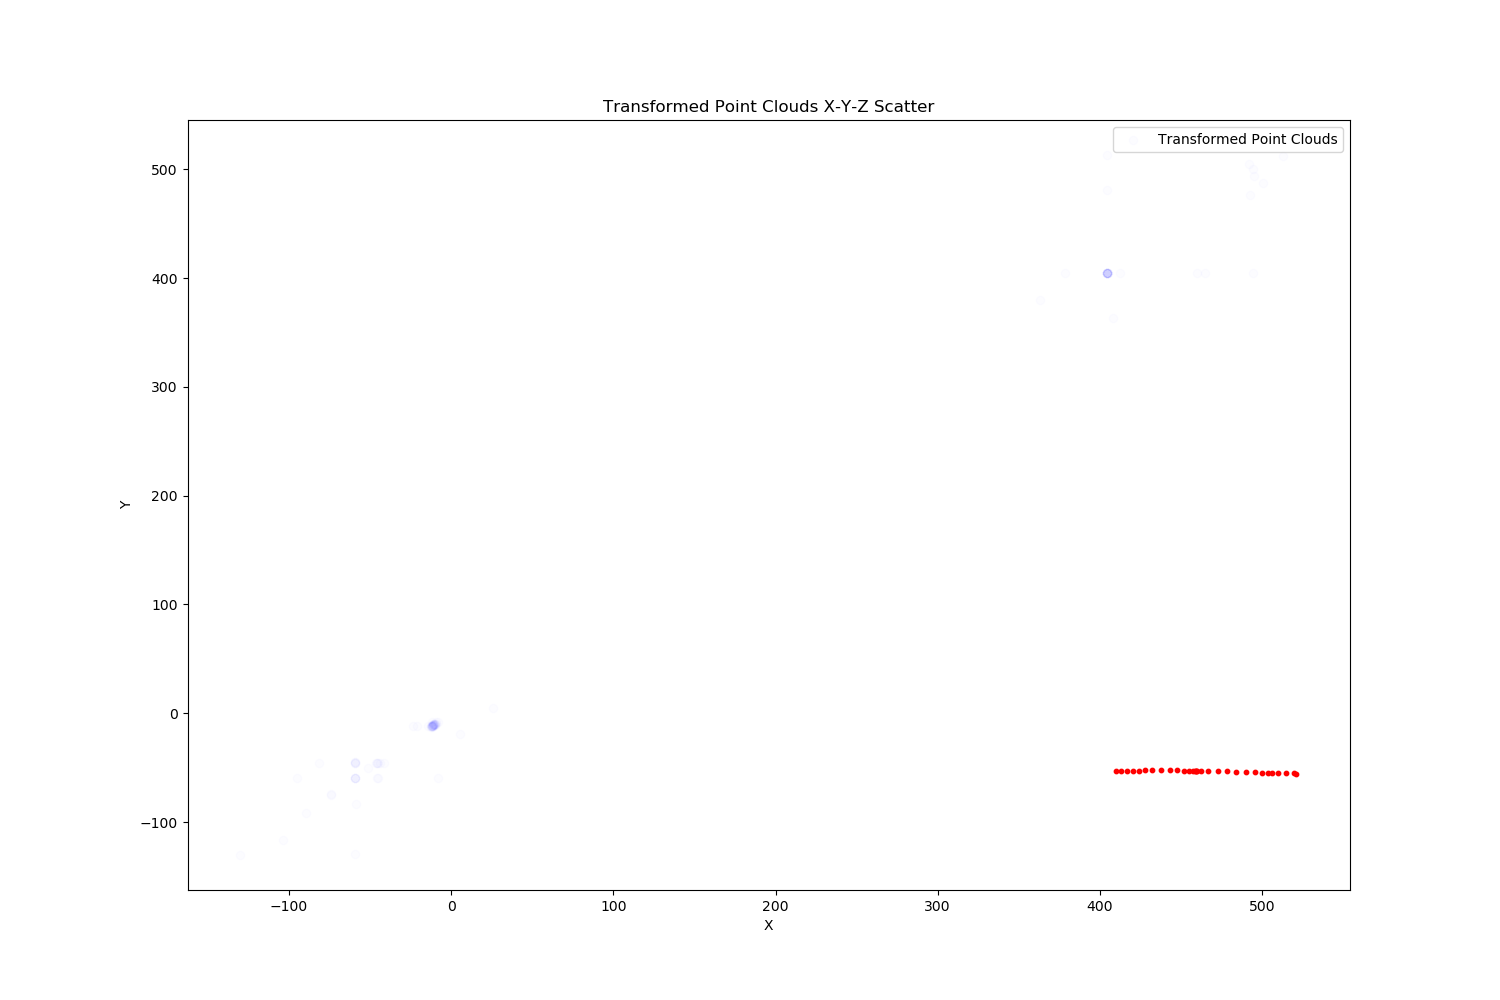 Transformed Point Clouds X-Y-Z Scatter
Transformed Point Clouds
500
400
300
200
100
0
−100
Y
−100 0 100 200 300 400 500
X